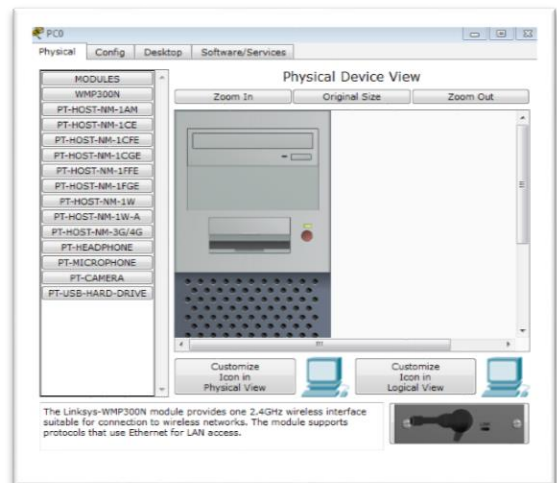 PC0
Physical Config Desktop Software/Services
MODULES
WMP300N
PT-HOST-NM-1AM
PT-HOST-NM-1CE
PT-HOST-NM-1CFE
PT-HOST-NM-1CGE
PT-HOST-NM-1FFE
PT-HOST-NM-1FGE
PT-HOST-NM-1W
PT-HOST-NM-1W-A
PT-HOST-NM-3G/4G
PT-HEADPHONE
PT-MICROPHONE
PT-CAMERA
PT-USB-HARD-DRIVE
Physical Device View
Zoom In Original Size Zoom Out
Customize
Icon in
Physical View
Customize
Icon in
Logical View
The Linksys-WMP300N module provides one 2.4GHz wireless interface
suitable for connection to wireless networks. The module supports
protocols that use Ethernet for LAN access.